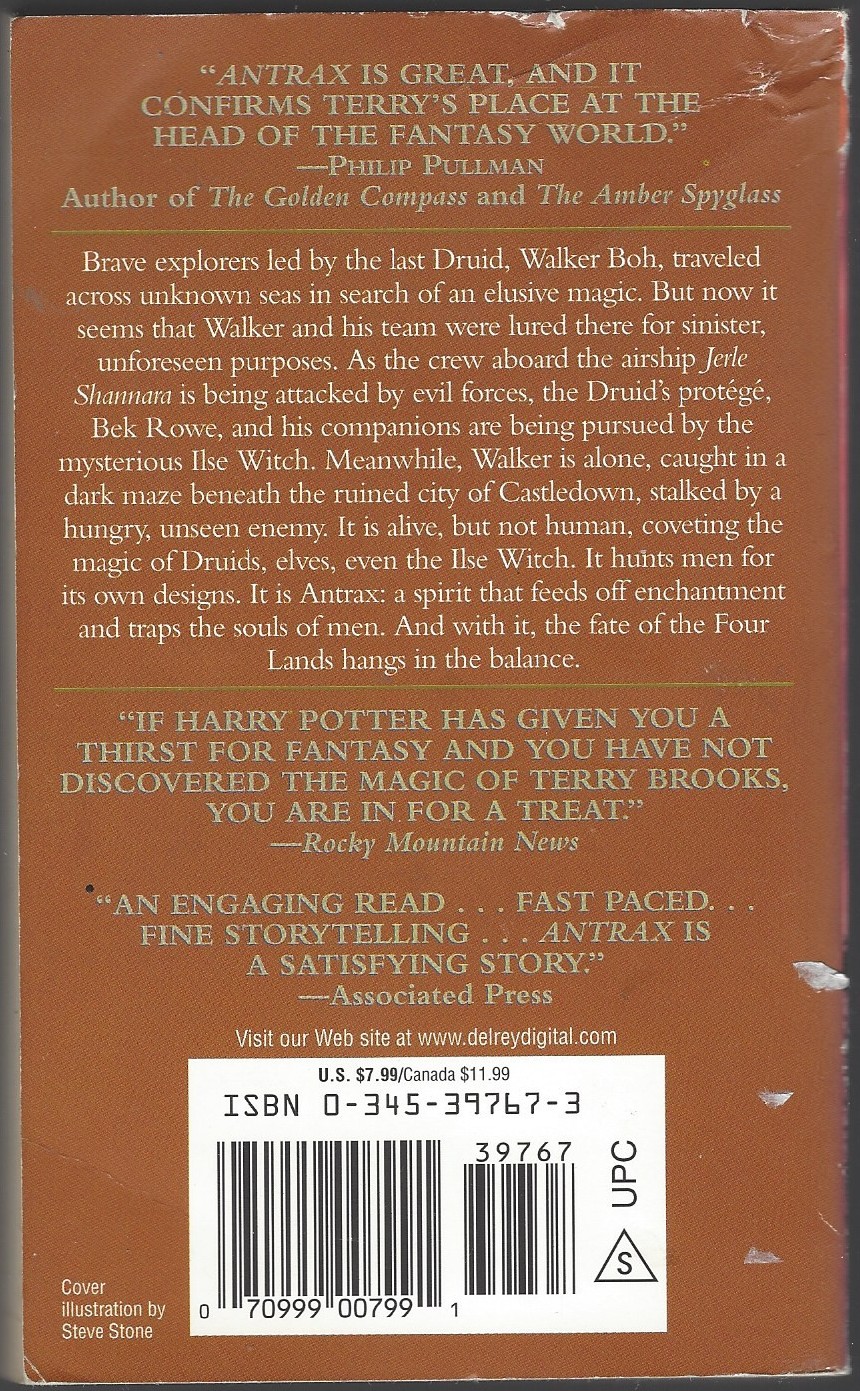 “ANTRAX IS GREAT, AND IT
CONFIRMS TERRY’S PLACE AT THE
HEAD OF THE FANTASY WORLD.”
—PHILIP PULLMAN
Author of The Golden Compass and The Amber Spyglass
Brave explorers led by the last Druid, Walker Boh, traveled
across unknown seas in search of an elusive magic. But now it
seems that Walker and his team were lured there for sinister,
unforeseen purposes. As the crew aboard the airship Jerle
Shannara is being attacked by evil forces, the Druid’s protégé,
Bek Rowe, and his companions are being pursued by the
mysterious Ilse Witch. Meanwhile, Walker is alone, caught in a
dark maze beneath the ruined city of Castledown, stalked by a
hungry, unseen enemy. It is alive, but not human, coveting the
magic of Druids, elves, even the Ilse Witch. It hunts men for
its own designs. It is Antrax: a spirit that feeds off enchantment
and traps the souls of men. And with it, the fate of the Four
Lands hangs in the balance.
“IF HARRY POTTER HAS GIVEN YOU A
THIRST FOR FANTASY AND YOU HAVE NOT
DISCOVERED THE MAGIC OF TERRY BROOKS,
YOU ARE IN FOR A TREAT.”
—Rocky Mountain News
“AN ENGAGING READ . . . FAST PACED. . .
FINE STORYTELLING . . . ANTRAX IS
A SATISFYING STORY.”
—Associated Press
Visit our Web site at www.delreydigital.com
U.S. $7.99/Canada $11.99
ISBN 0-345-39767-3
39767
UPC
S
0 70999 00799 1
Cover
illustration by
Steve Stone